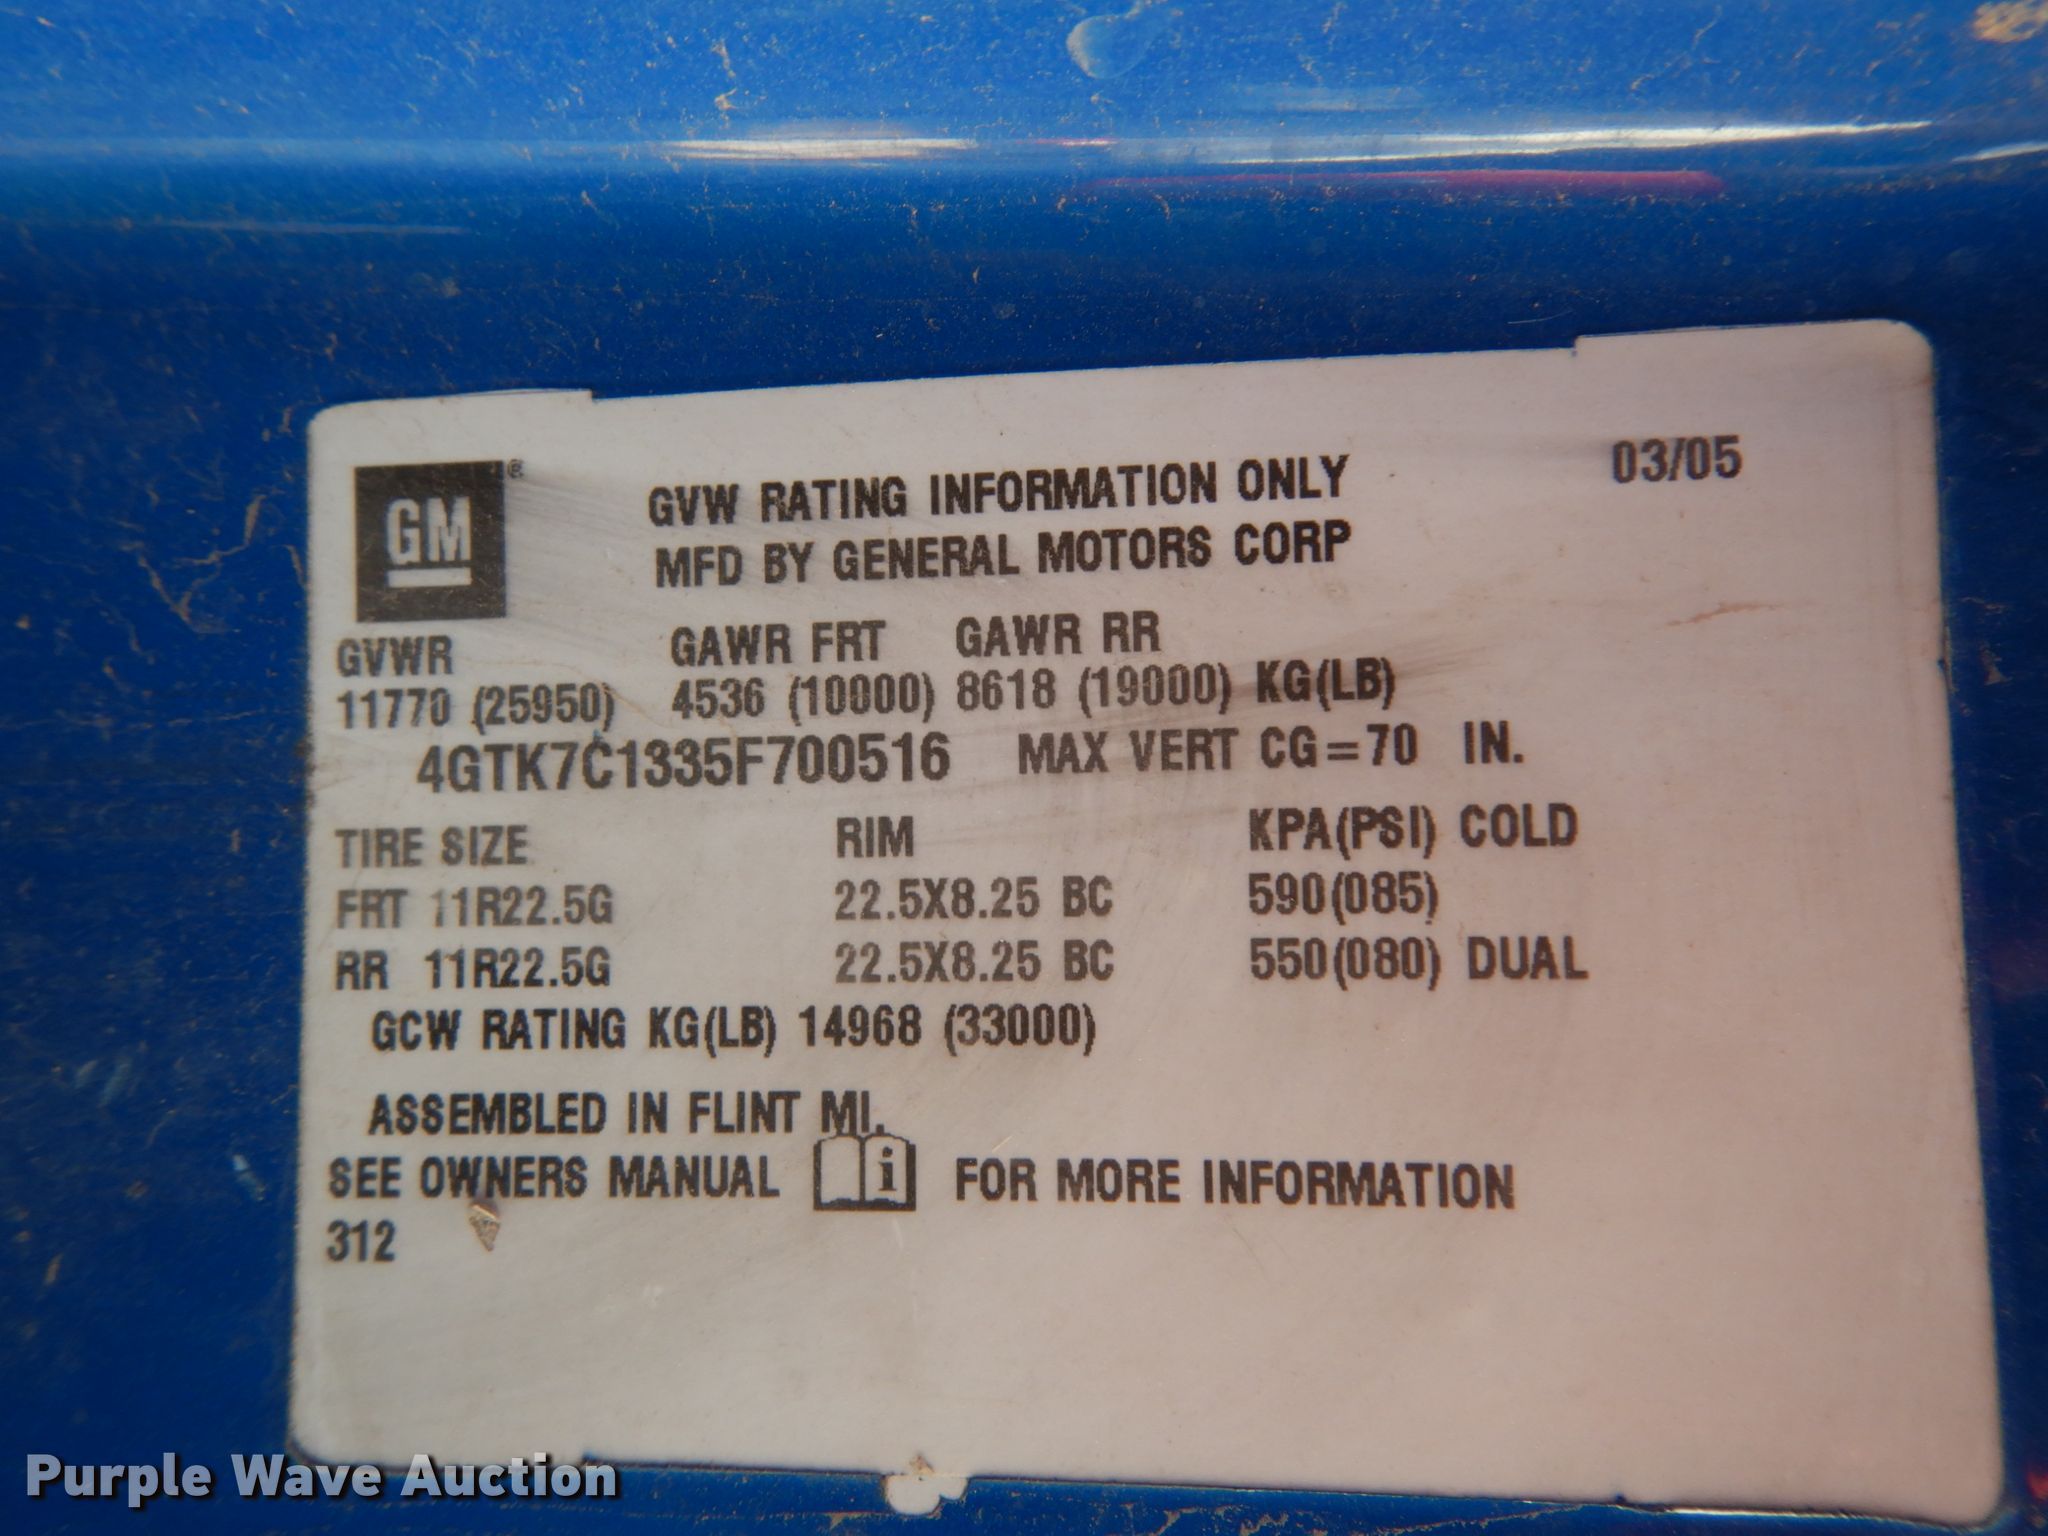 GM®
GVW RATING INFORMATION ONLY 03/05
MFD BY GENERAL MOTORS CORP
GVWR GAWR FRT GAWR RR
11770 (25950) 4536 (10000) 8618 (19000) KG(LB)
4GTK7C1335F700516 MAX VERT CG=70 IN.
TIRE SIZE RIM KPA(PSI) COLD
FRT 11R22.5G 22.5X8.25 BC 590(085)
RR 11R22.5G 22.5X8.25 BC 550(080) DUAL
GCW RATING KG(LB) 14968 (33000)
ASSEMBLED IN FLINT MI.
SEE OWNERS MANUAL i FOR MORE INFORMATION
312
Purple Wave Auction